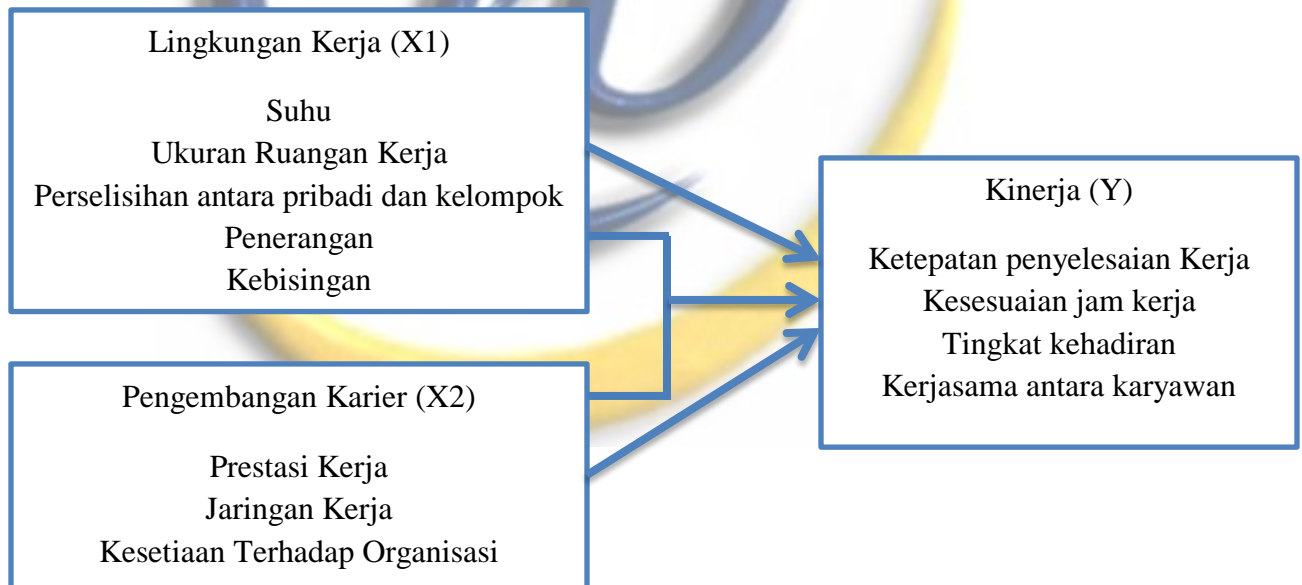 Lingkungan Kerja (X1)
Suhu
Ukuran Ruangan Kerja
Perselisihan antara pribadi dan kelompok
Penerangan
Kebisingan
Pengembangan Karier (X2)
Prestasi Kerja
Jaringan Kerja
Kesetiaan Terhadap Organisasi
Kinerja (Y)
Ketepatan penyelesaian Kerja
Kesesuaian jam kerja
Tingkat kehadiran
Kerjasama antara karyawan